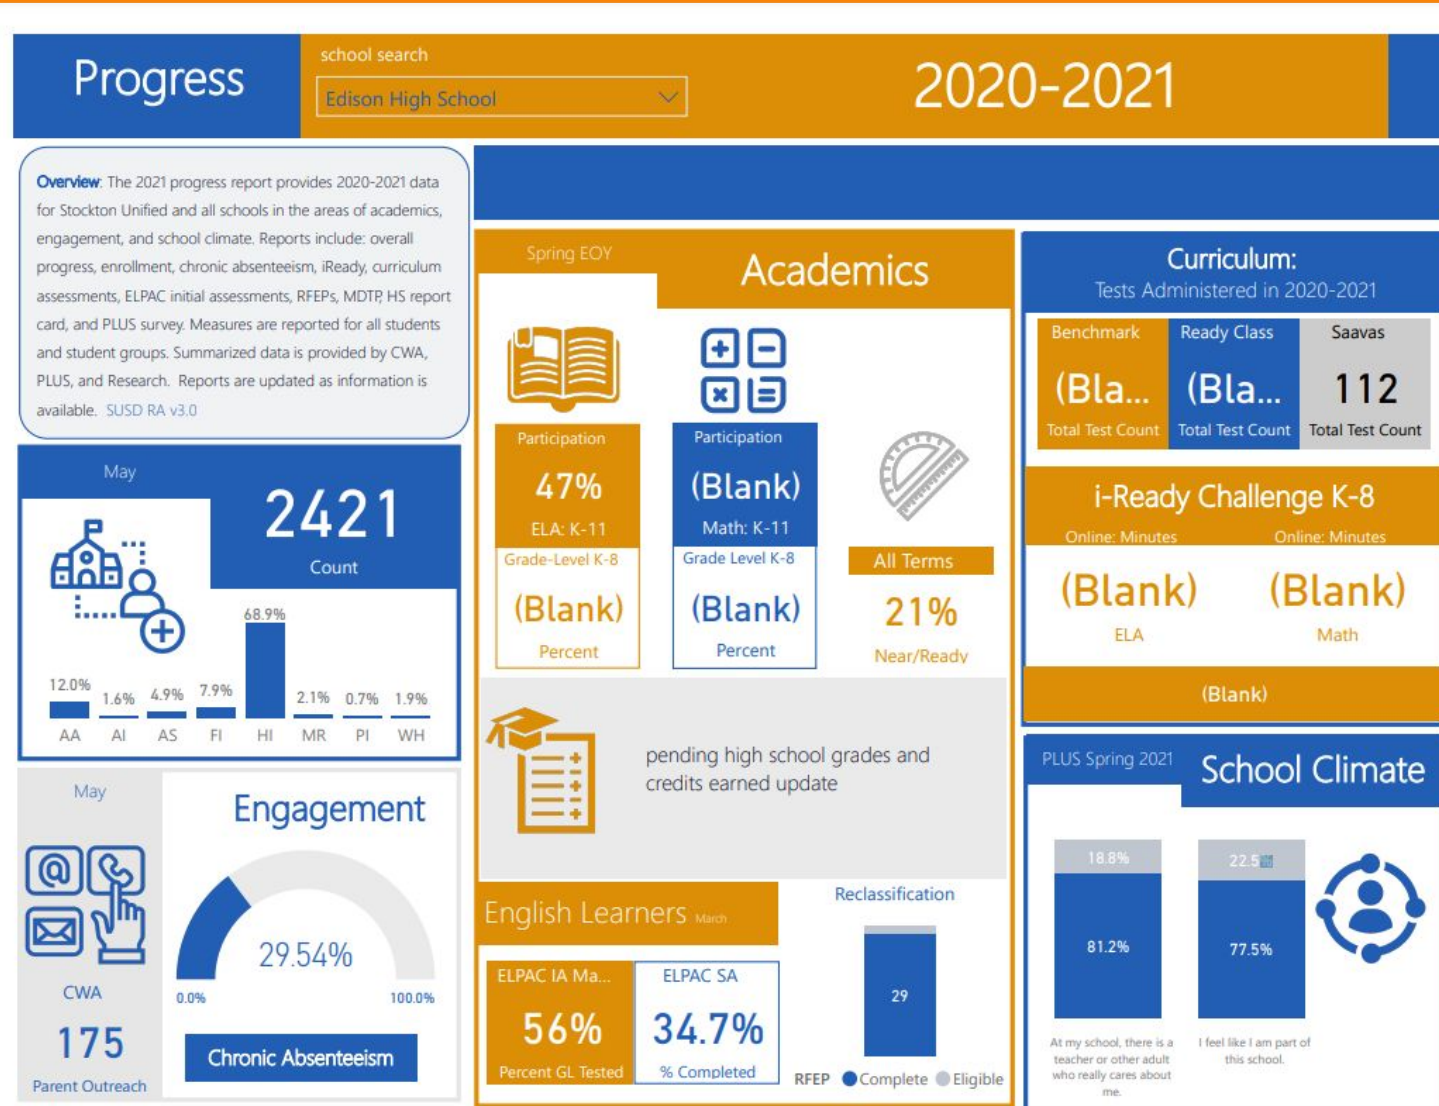 Progress
school search
Edison High School
2020-2021
Overview: The 2021 progress report provides 2020-2021 data
for Stockton Unified and all schools in the areas of academics,
engagement, and school climate. Reports include: overall
progress, enrollment, chronic absenteeism, iReady, curriculum
assessments, ELPAC initial assessments, RFEPs, MDTP, HS report
card, and PLUS survey. Measures are reported for all students
and student groups. Summarized data is provided by CWA,
PLUS, and Research. Reports are updated as information is
available. SUSD RA v3.0
May
2421
Count
68.9%
12.0% 1.6% 4.9% 7.9% 2.1% 0.7% 1.9%
AA AI AS FI HI MR PI WH
May
Engagement
CWA
175
Parent Outreach
29.54%
0.0% 100.0%
Chronic Absenteeism
Spring EOY
Academics
Participation
47%
ELA: K-11
Grade-Level K-8
(Blank)
Percent
Participation
(Blank)
Math: K-11
Grade Level K-8
(Blank)
Percent
All Terms
21%
Near/Ready
pending high school grades and
credits earned update
English Learners March
ELPAC IA Ma...
56%
Percent GL Tested
ELPAC SA
34.7%
% Completed
Reclassification
29
RFEP Complete Eligible
Curriculum:
Tests Administered in 2020-2021
Benchmark
(Bla...
Total Test Count
Ready Class
(Bla...
Total Test Count
Saavas
112
Total Test Count
i-Ready Challenge K-8
Online: Minutes Online: Minutes
(Blank) (Blank)
ELA Math
(Blank)
PLUS Spring 2021
School Climate
18.8%
81.2%
At my school, there is a
teacher or other adult
who really cares about
me.
22.5
77.5%
I feel like I am part of
this school.